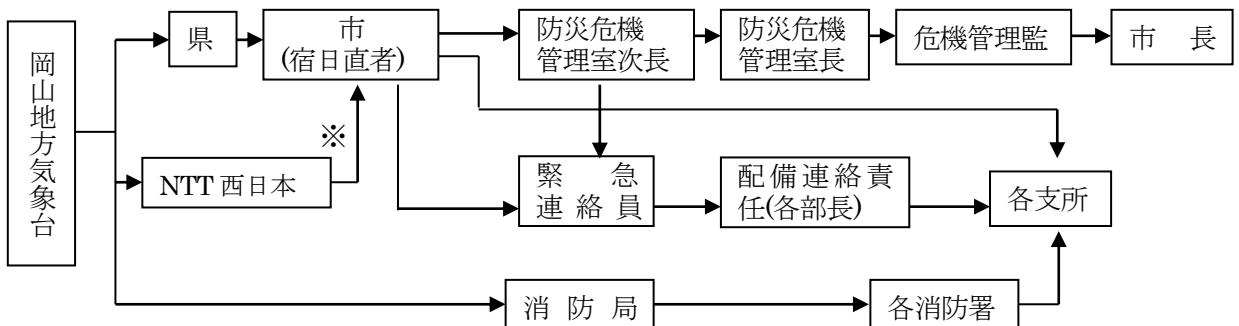 岡山地方気象台
県
市
(宿日直者)
防災危機
管理室次長
防災危機
管理室長
危機管理監
市　長
※
NTT 西日本
緊　急
連 絡 員
配備連絡責
任(各部長)
各支所
消 防 局
各消防署